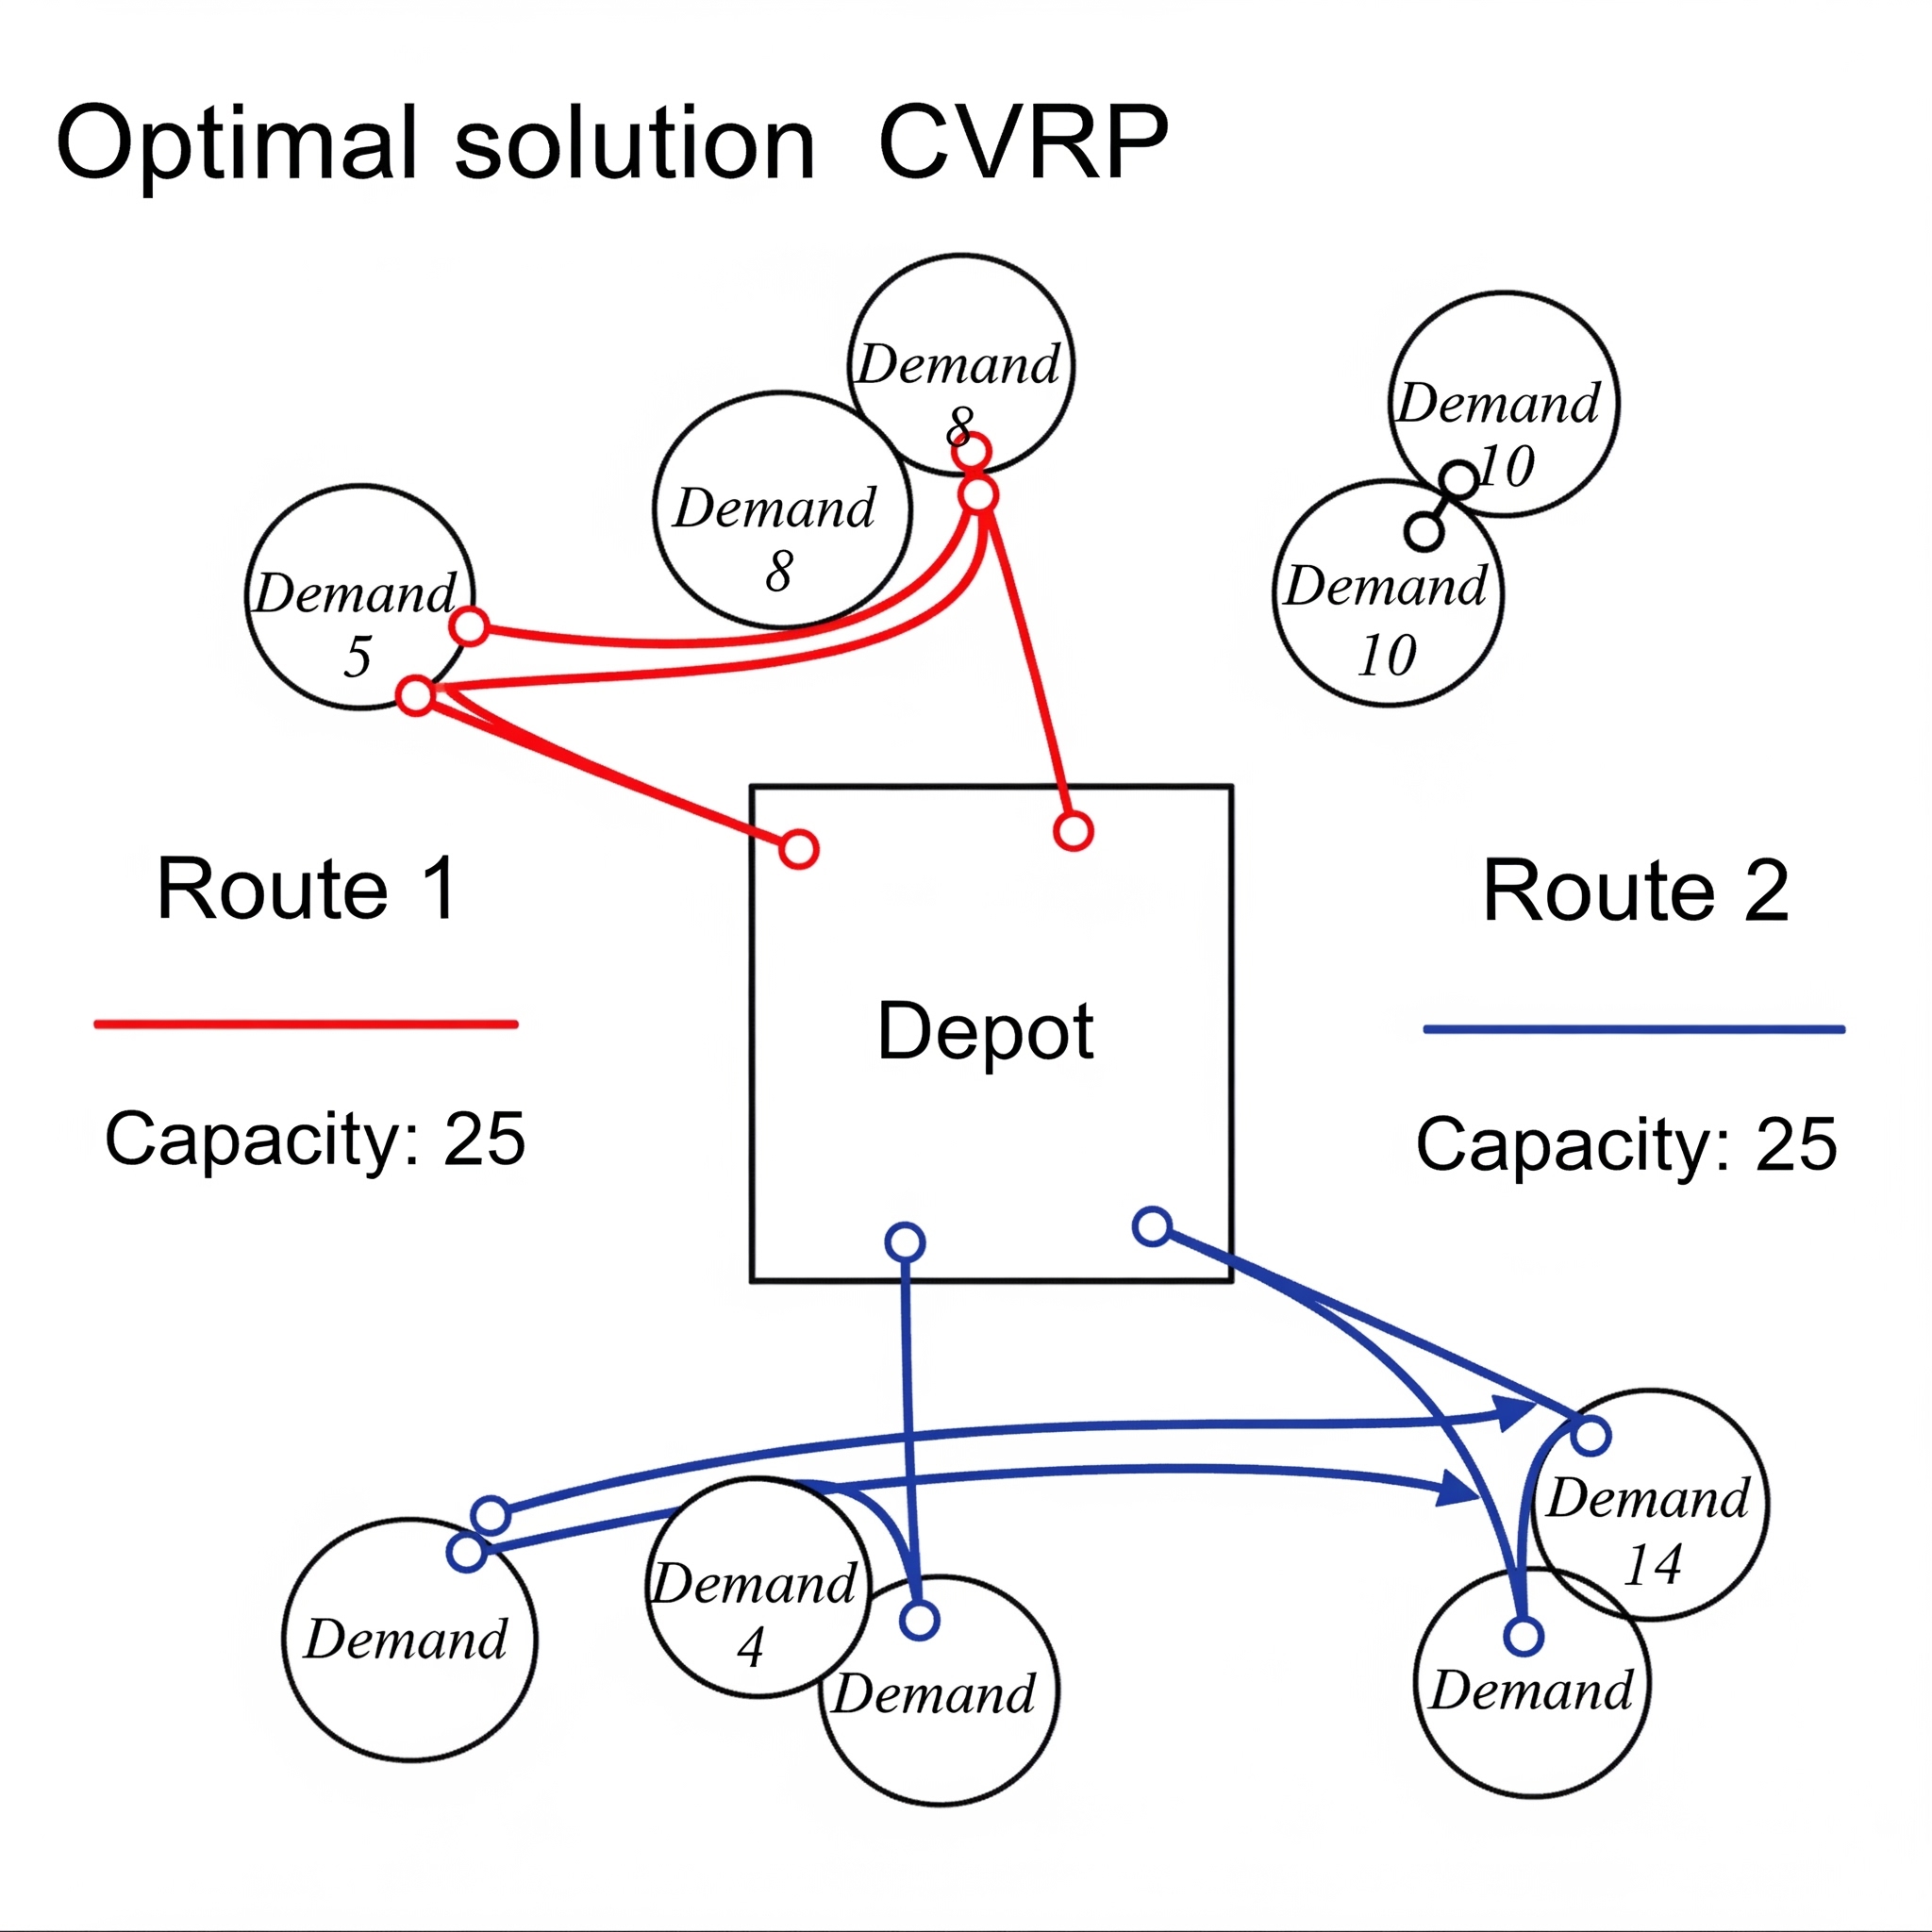 Optimal solution CVRP
Demand
8
Demand
10
Demand
8
Demand
5
Demand
10
Route 1
Route 2
Depot
Capacity: 25
Capacity: 25
Demand
14
Demand
4
Demand
Demand
Demand